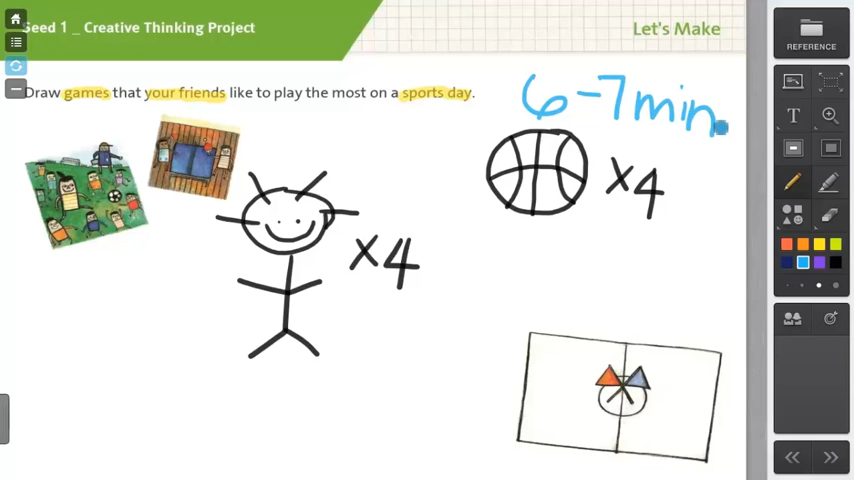 Seed 1 _ Creative Thinking Project
Let's Make
REFERENCE
Draw games that your friends like to play the most on a sports day.
6-7min
x4
x4
T